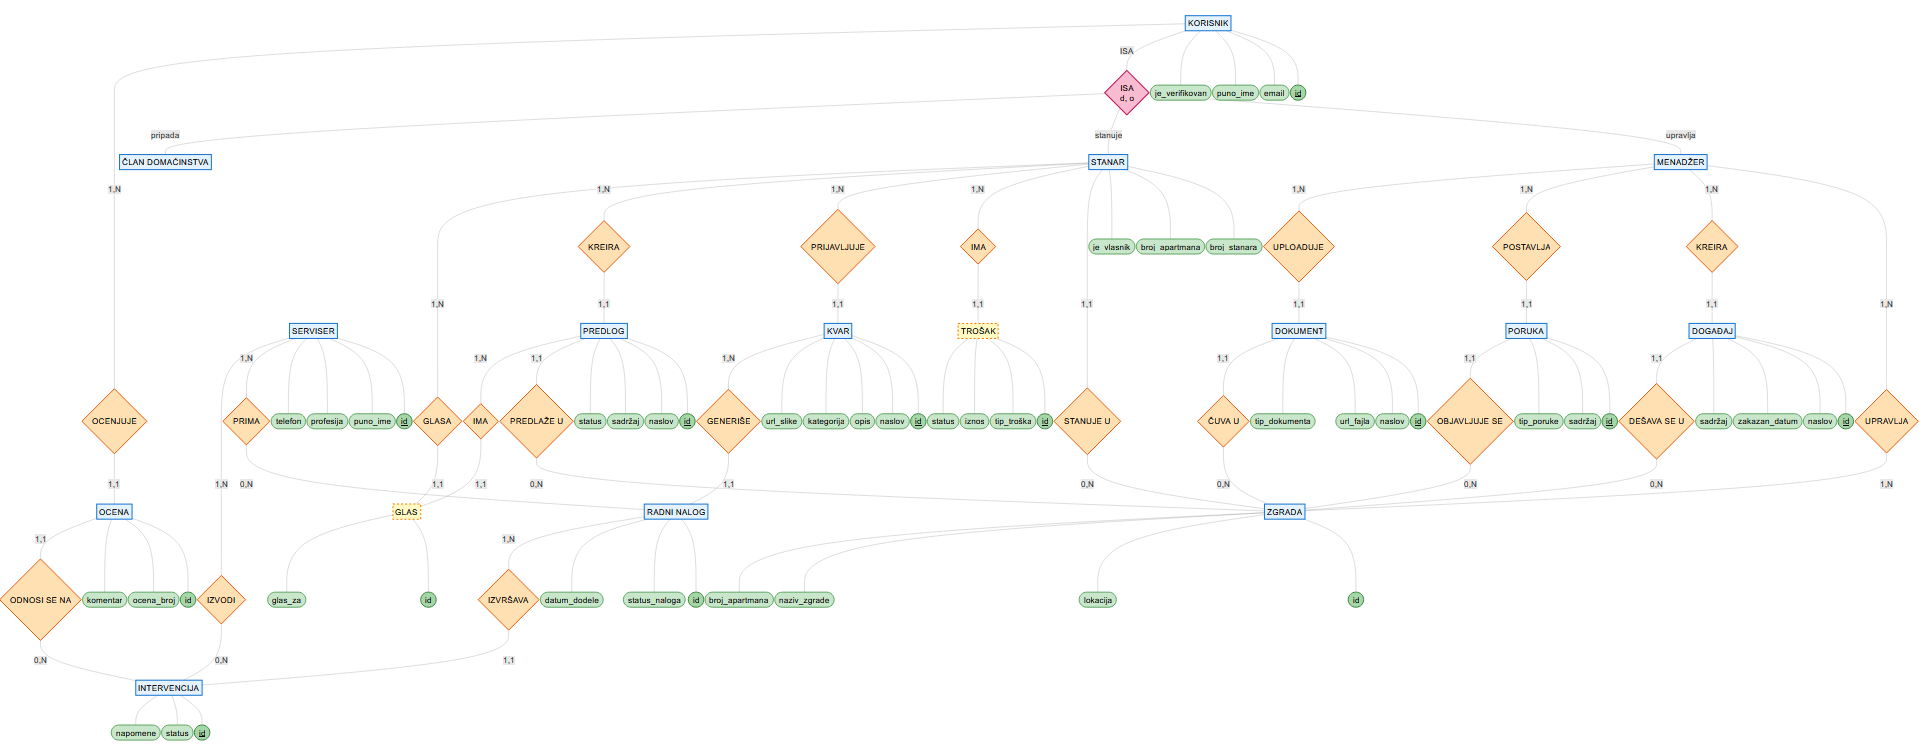 KORISNIK
ISA
ISA
d, o
je_verifikovan
puno_ime
email
id
pripada
stanuje
upravlja
ČLAN DOMAĆINSTVA
STANAR
MENADŽER
1,N
1,N
1,N
1,N
1,N
1,N
1,N
KREIRA
PRIJAVLJUJE
IMA
je_vlasnik
broj_apartmana
broj_stanara
UPLOADUJE
POSTAVLJA
KREIRA
1,N
1,1
1,1
1,1
1,1
1,1
1,1
1,1
1,N
SERVISER
PREDLOG
KVAR
TROŠAK
DOKUMENT
PORUKA
DOGAĐAJ
1,N
1,N
1,1
1,N
1,1
1,1
1,1
OCENJUJE
PRIMA
telefon
profesija
puno_ime
id
GLASA
IMA
PREDLAŽE U
status
sadržaj
naslov
id
GENERIŠE
url_slike
kategorija
opis
naslov
id
status
iznos
tip_troška
id
STANUJE U
ČUVA U
tip_dokumenta
url_fajla
naslov
id
OBJAVLJUJE SE
tip_poruke
sadržaj
id
DEŠAVA SE U
sadržaj
zakazan_datum
naslov
id
UPRAVLJA
1,1
1,N
0,N
1,1
1,1
0,N
1,1
0,N
0,N
0,N
0,N
1,N
OCENA
GLAS
RADNI NALOG
ZGRADA
1,1
1,N
ODNOSI SE NA
komentar
ocena_broj
id
IZVODI
glas_za
id
IZVRŠAVA
datum_dodele
status_naloga
id
broj_apartmana
naziv_zgrade
lokacija
id
0,N
0,N
1,1
INTERVENCIJA
napomene
status
id